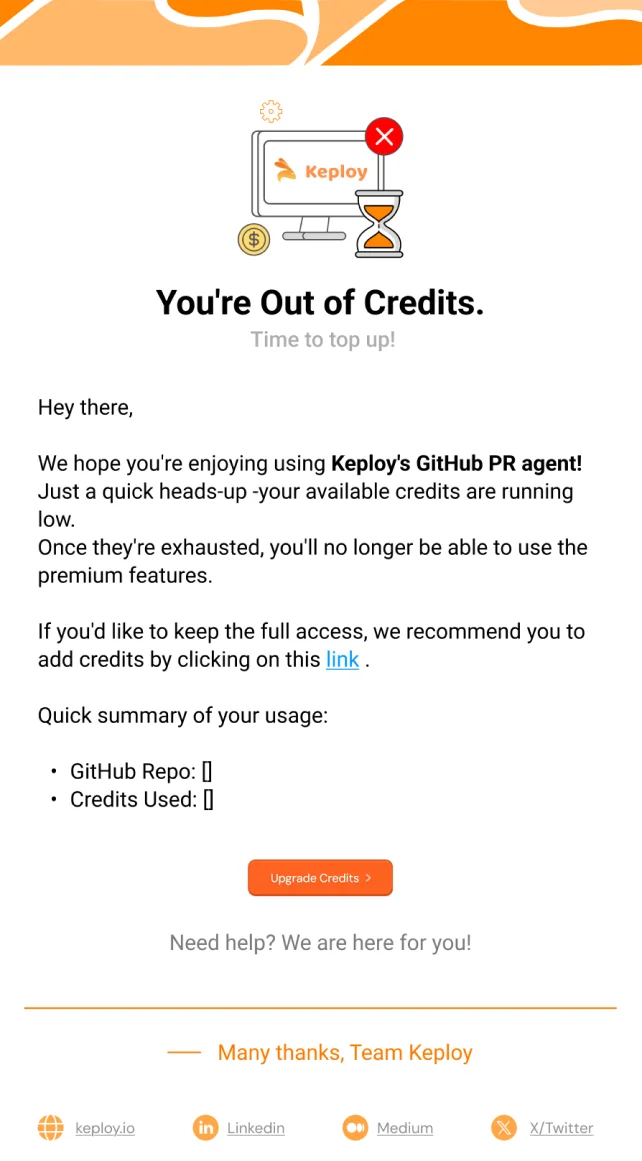 Keploy
$
You're Out of Credits.
Time to top up!
Hey there,
We hope you're enjoying using Keploy's GitHub PR agent!
Just a quick heads-up -your available credits are running
low.
Once they're exhausted, you'll no longer be able to use the
premium features.
If you'd like to keep the full access, we recommend you to
add credits by clicking on this link .
Quick summary of your usage:
• GitHub Repo: []
• Credits Used: []
Upgrade Credits >
Need help? We are here for you!
— Many thanks, Team Keploy
keploy.io
in Linkedin
Medium
X X/Twitter